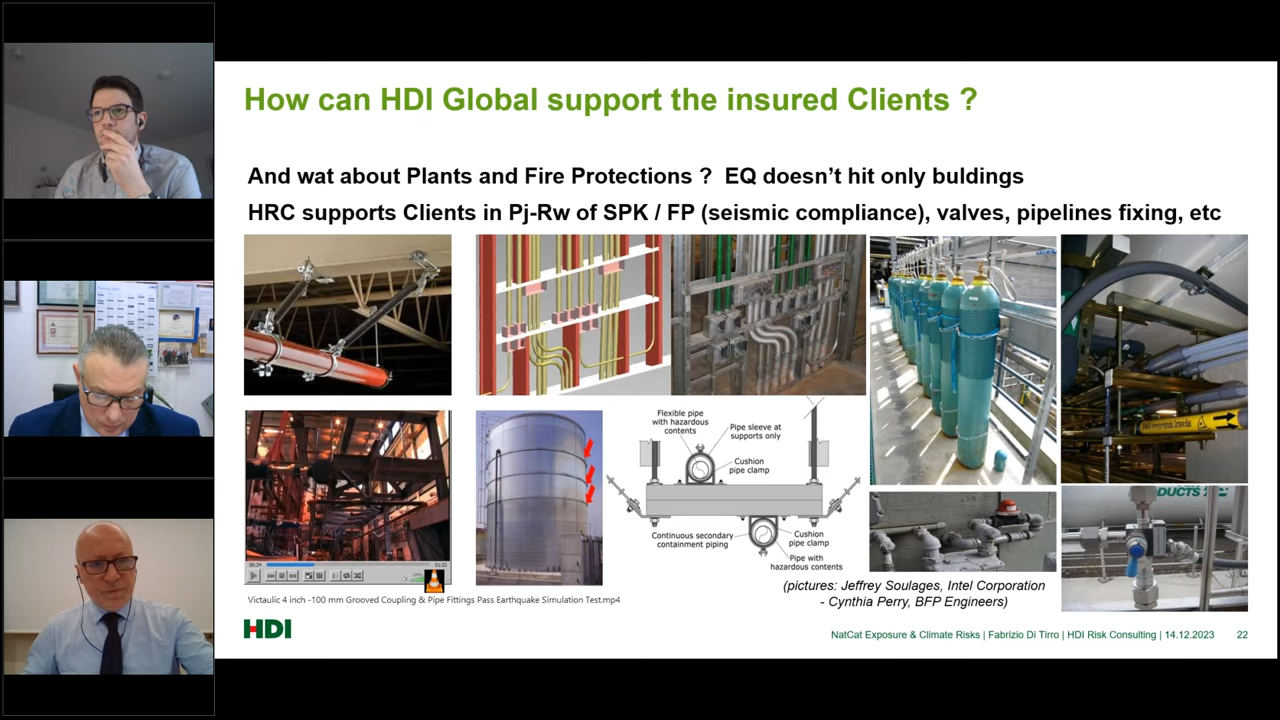 How can HDI Global support the insured Clients ?
And wat about Plants and Fire Protections ? EQ doesn't hit only buldings
HRC supports Clients in Pj-Rw of SPK / FP (seismic compliance), valves, pipelines fixing, etc
Flexible pipe
with hazardous
contents
Pipe sleeve at
supports only
Cushion
pipe clamp
Continuous secondary
containment piping
Cushion
pipe clamp
Pipe with
hazardous contents
00:24
01:22
DUCTS
(pictures: Jeffrey Soulages, Intel Corporation
- Cynthia Perry, BFP Engineers)
Victaulic 4 inch -100 mm Grooved Coupling & Pipe Fittings Pass Earthquake Simulation Test.mp4
HDI
NatCat Exposure & Climate Risks | Fabrizio Di Tirro | HDI Risk Consulting | 14.12.2023 22